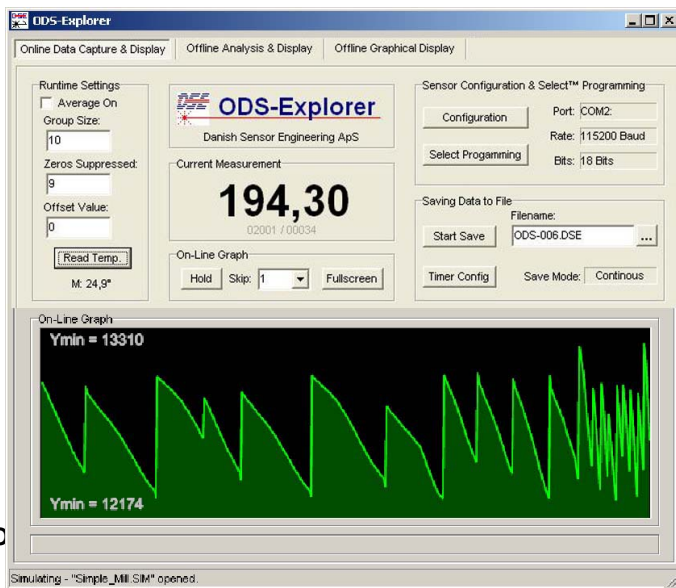 ODS-Explorer
Online Data Capture & Display
Offline Analysis & Display
Offline Graphical Display
Runtime Settings
Average On
Group Size:
10
Zeros Suppressed:
9
Offset Value:
0
Read Temp.
M: 24,9°
DSE ODS-Explorer
Danish Sensor Engineering ApS
Current Measurement
194,30
02001 / 00034
On-Line Graph
Hold Skip: 1 Fullscreen
Sensor Configuration & Select™ Programming
Configuration
Port: COM2:
Rate: 115200 Baud
Select Progamming
Bits: 18 Bits
Saving Data to File
Filename:
Start Save ODS-006.DSE ...
Timer Config Save Mode: Continous
On-Line Graph
Ymin = 13310
Ymin = 12174
Simulating - "Simple_Mill.SIM" opened.